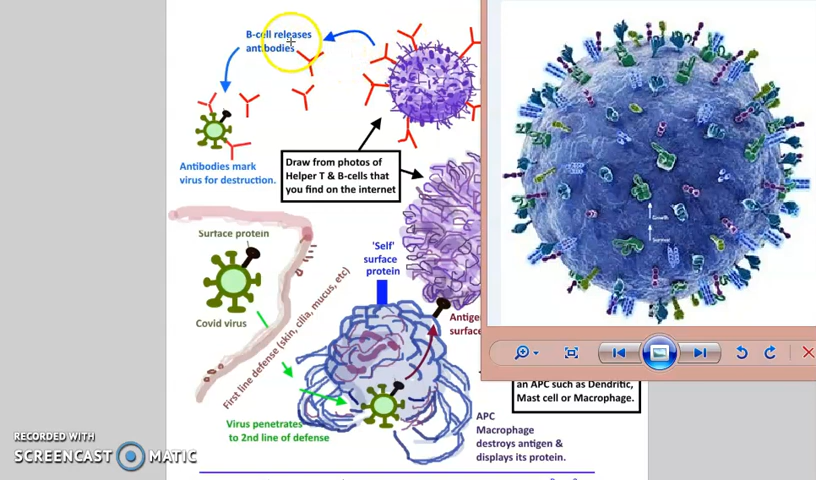 B-cell releases
antibodies
Antibodies mark
virus for destruction.
Draw from photos of
Helper T & B-cells that
you find on the internet
Surface protein
'Self'
surface
protein
Covid virus
First line defense (skin, cilia, mucus, etc)
Antige
surface
Virus penetrates
to 2nd line of defense
APC
Macrophage
destroys antigen &
displays its protein.
an APC such as Dendritic,
Mast cell or Macrophage.
Growth
Survival
RECORDED WITH
SCREENCAST MATIC